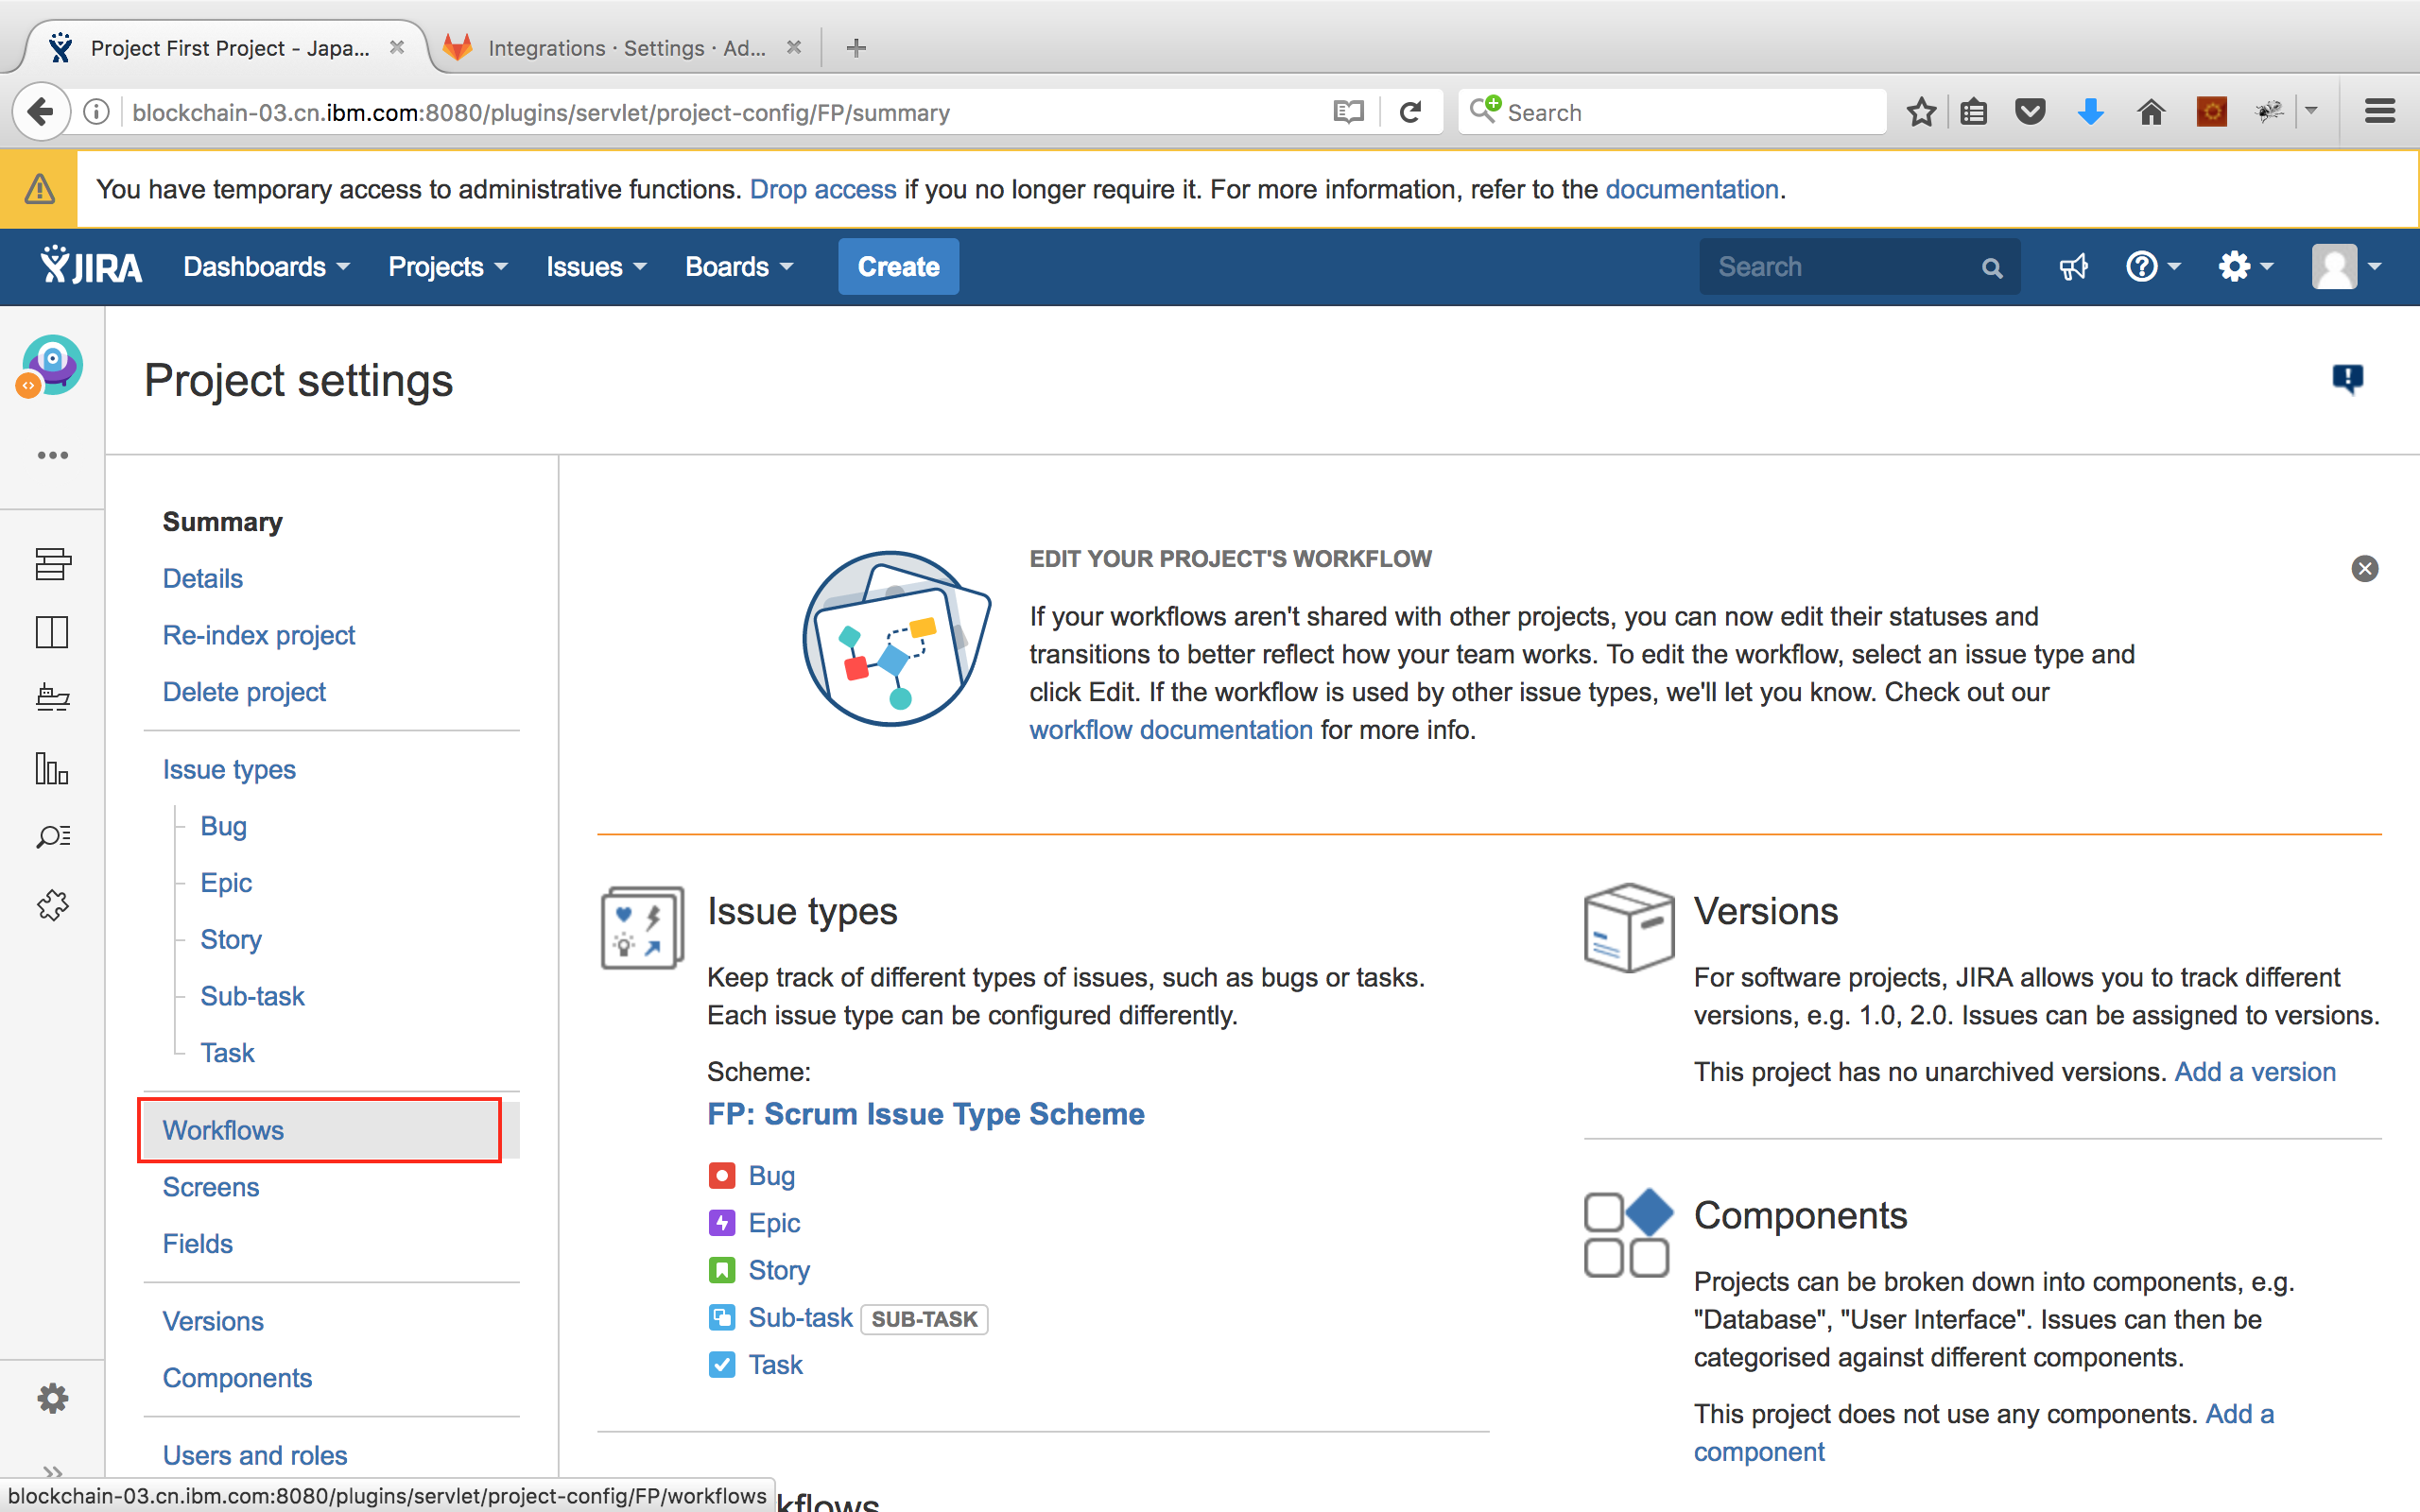 Project First Project - Japa...
Integrations · Settings · Ad...
blockchain-03.cn.ibm.com:8080/plugins/servlet/project-config/FP/summary
Search
You have temporary access to administrative functions. Drop access if you no longer require it. For more information, refer to the documentation.
JIRA Dashboards Projects Issues Boards Create Search
Project settings
Summary
Details
Re-index project
Delete project
Issue types
Bug
Epic
Story
Sub-task
Task
Workflows
Screens
Fields
Versions
Components
Users and roles
EDIT YOUR PROJECT'S WORKFLOW
If your workflows aren't shared with other projects, you can now edit their statuses and
transitions to better reflect how your team works. To edit the workflow, select an issue type and
click Edit. If the workflow is used by other issue types, we'll let you know. Check out our
workflow documentation for more info.
Issue types
Keep track of different types of issues, such as bugs or tasks.
Each issue type can be configured differently.
Scheme:
FP: Scrum Issue Type Scheme
Bug
Epic
Story
Sub-task SUB-TASK
Task
Versions
For software projects, JIRA allows you to track different
versions, e.g. 1.0, 2.0. Issues can be assigned to versions.
This project has no unarchived versions. Add a version
Components
Projects can be broken down into components, e.g.
"Database", "User Interface". Issues can then be
categorised against different components.
This project does not use any components. Add a
component
blockchain-03.cn.ibm.com:8080/plugins/servlet/project-config/FP/workflows